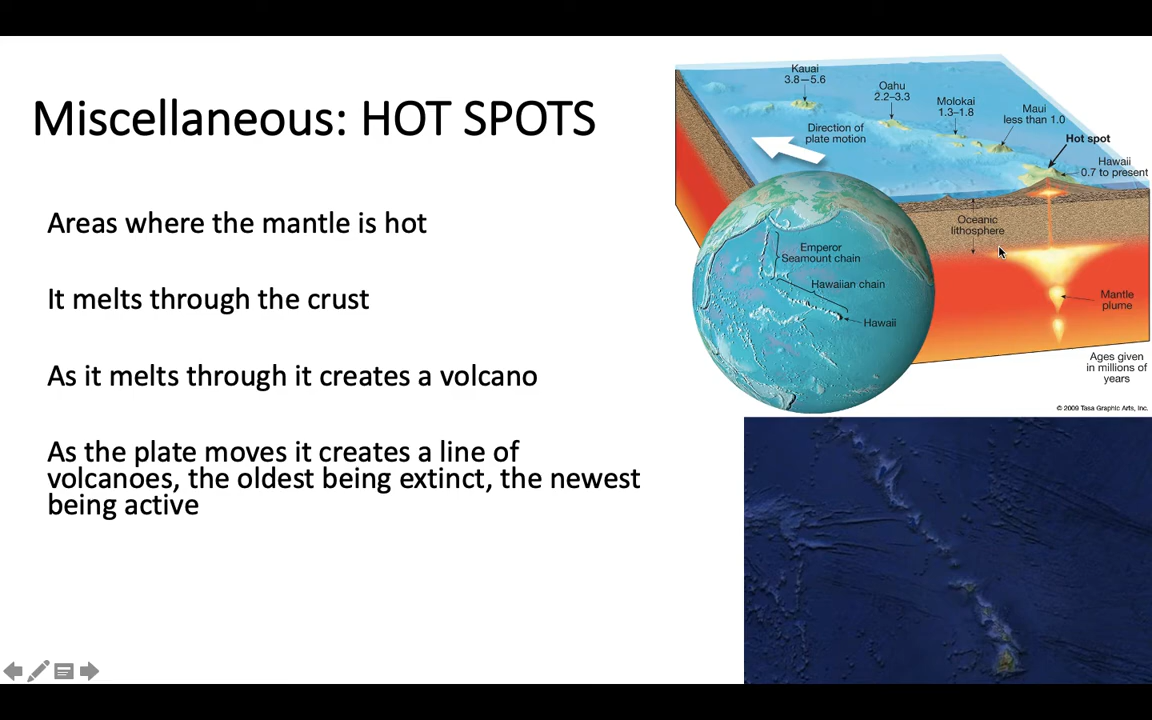 Miscellaneous: HOT SPOTS
Areas where the mantle is hot
It melts through the crust
As it melts through it creates a volcano
As the plate moves it creates a line of
volcanoes, the oldest being extinct, the newest
being active
Kauai
3.8–5.6
Oahu
2.2–3.3
Molokai
1.3–1.8
Maui
less than 1.0
Direction of
plate motion
Hot spot
Hawaii
0.7 to present
Oceanic
lithosphere
Emperor
Seamount chain
Hawaiian chain
Hawaii
Mantle
plume
Ages given
in millions of
years
© 2009 Tasa Graphic Arts, Inc.